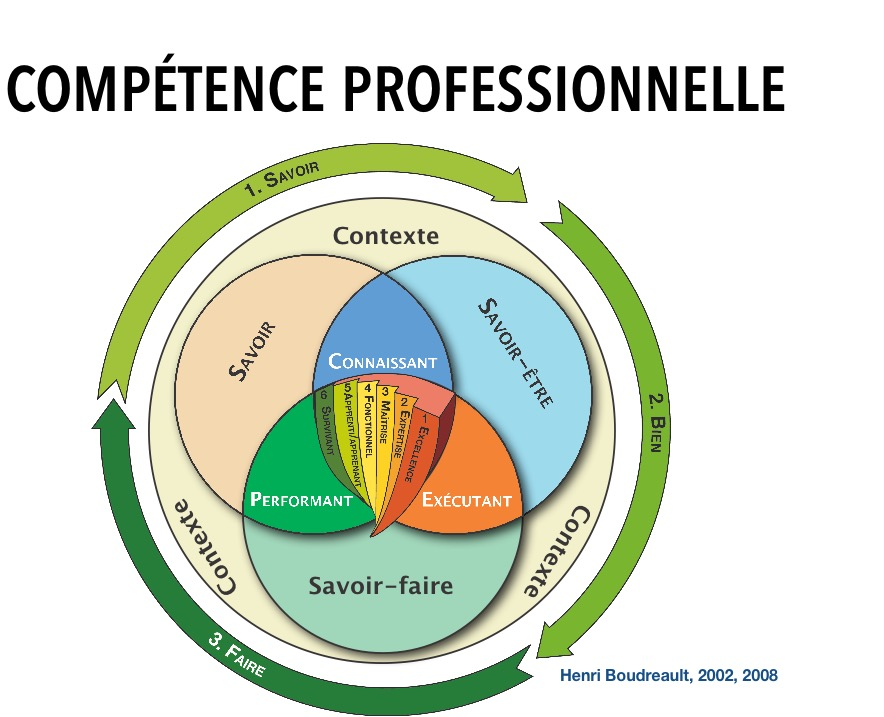 COMPÉTENCE PROFESSIONNELLE
1. SAVOIR
2. BIEN
3. FAIRE
Contexte
SAVOIR
SAVOIR-ÊTRE
CONNAISSANT
6 SURVIVANT
5 APPRENTI/APPRENANT
4 FONCTIONNEL
3 MAÎTRISE
2 EXPERTISE
1 EXCELLENCE
PERFORMANT
EXÉCUTANT
Contexte
Contexte
Savoir-faire
Henri Boudreault, 2002, 2008